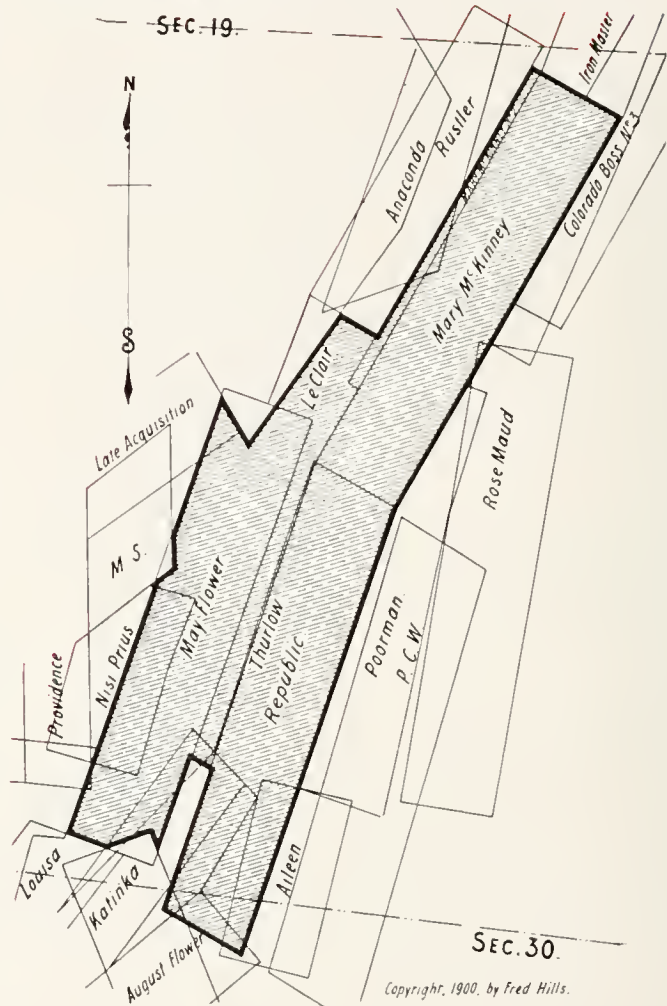 SEC. 19.
Iron Master
N
Rustler
Anaconda
Colorado Boss No 3
Mary McKinney
S
Le Clair
Late Acquisition
Rose Maud
M S.
May Flower
Thurlow
Republic
Poorman
P. C. W.
Nisi Prius
Providence
Louisa
Katinka
Aileen
August Flower
SEC. 30.
Copyright, 1900, by Fred Hills.